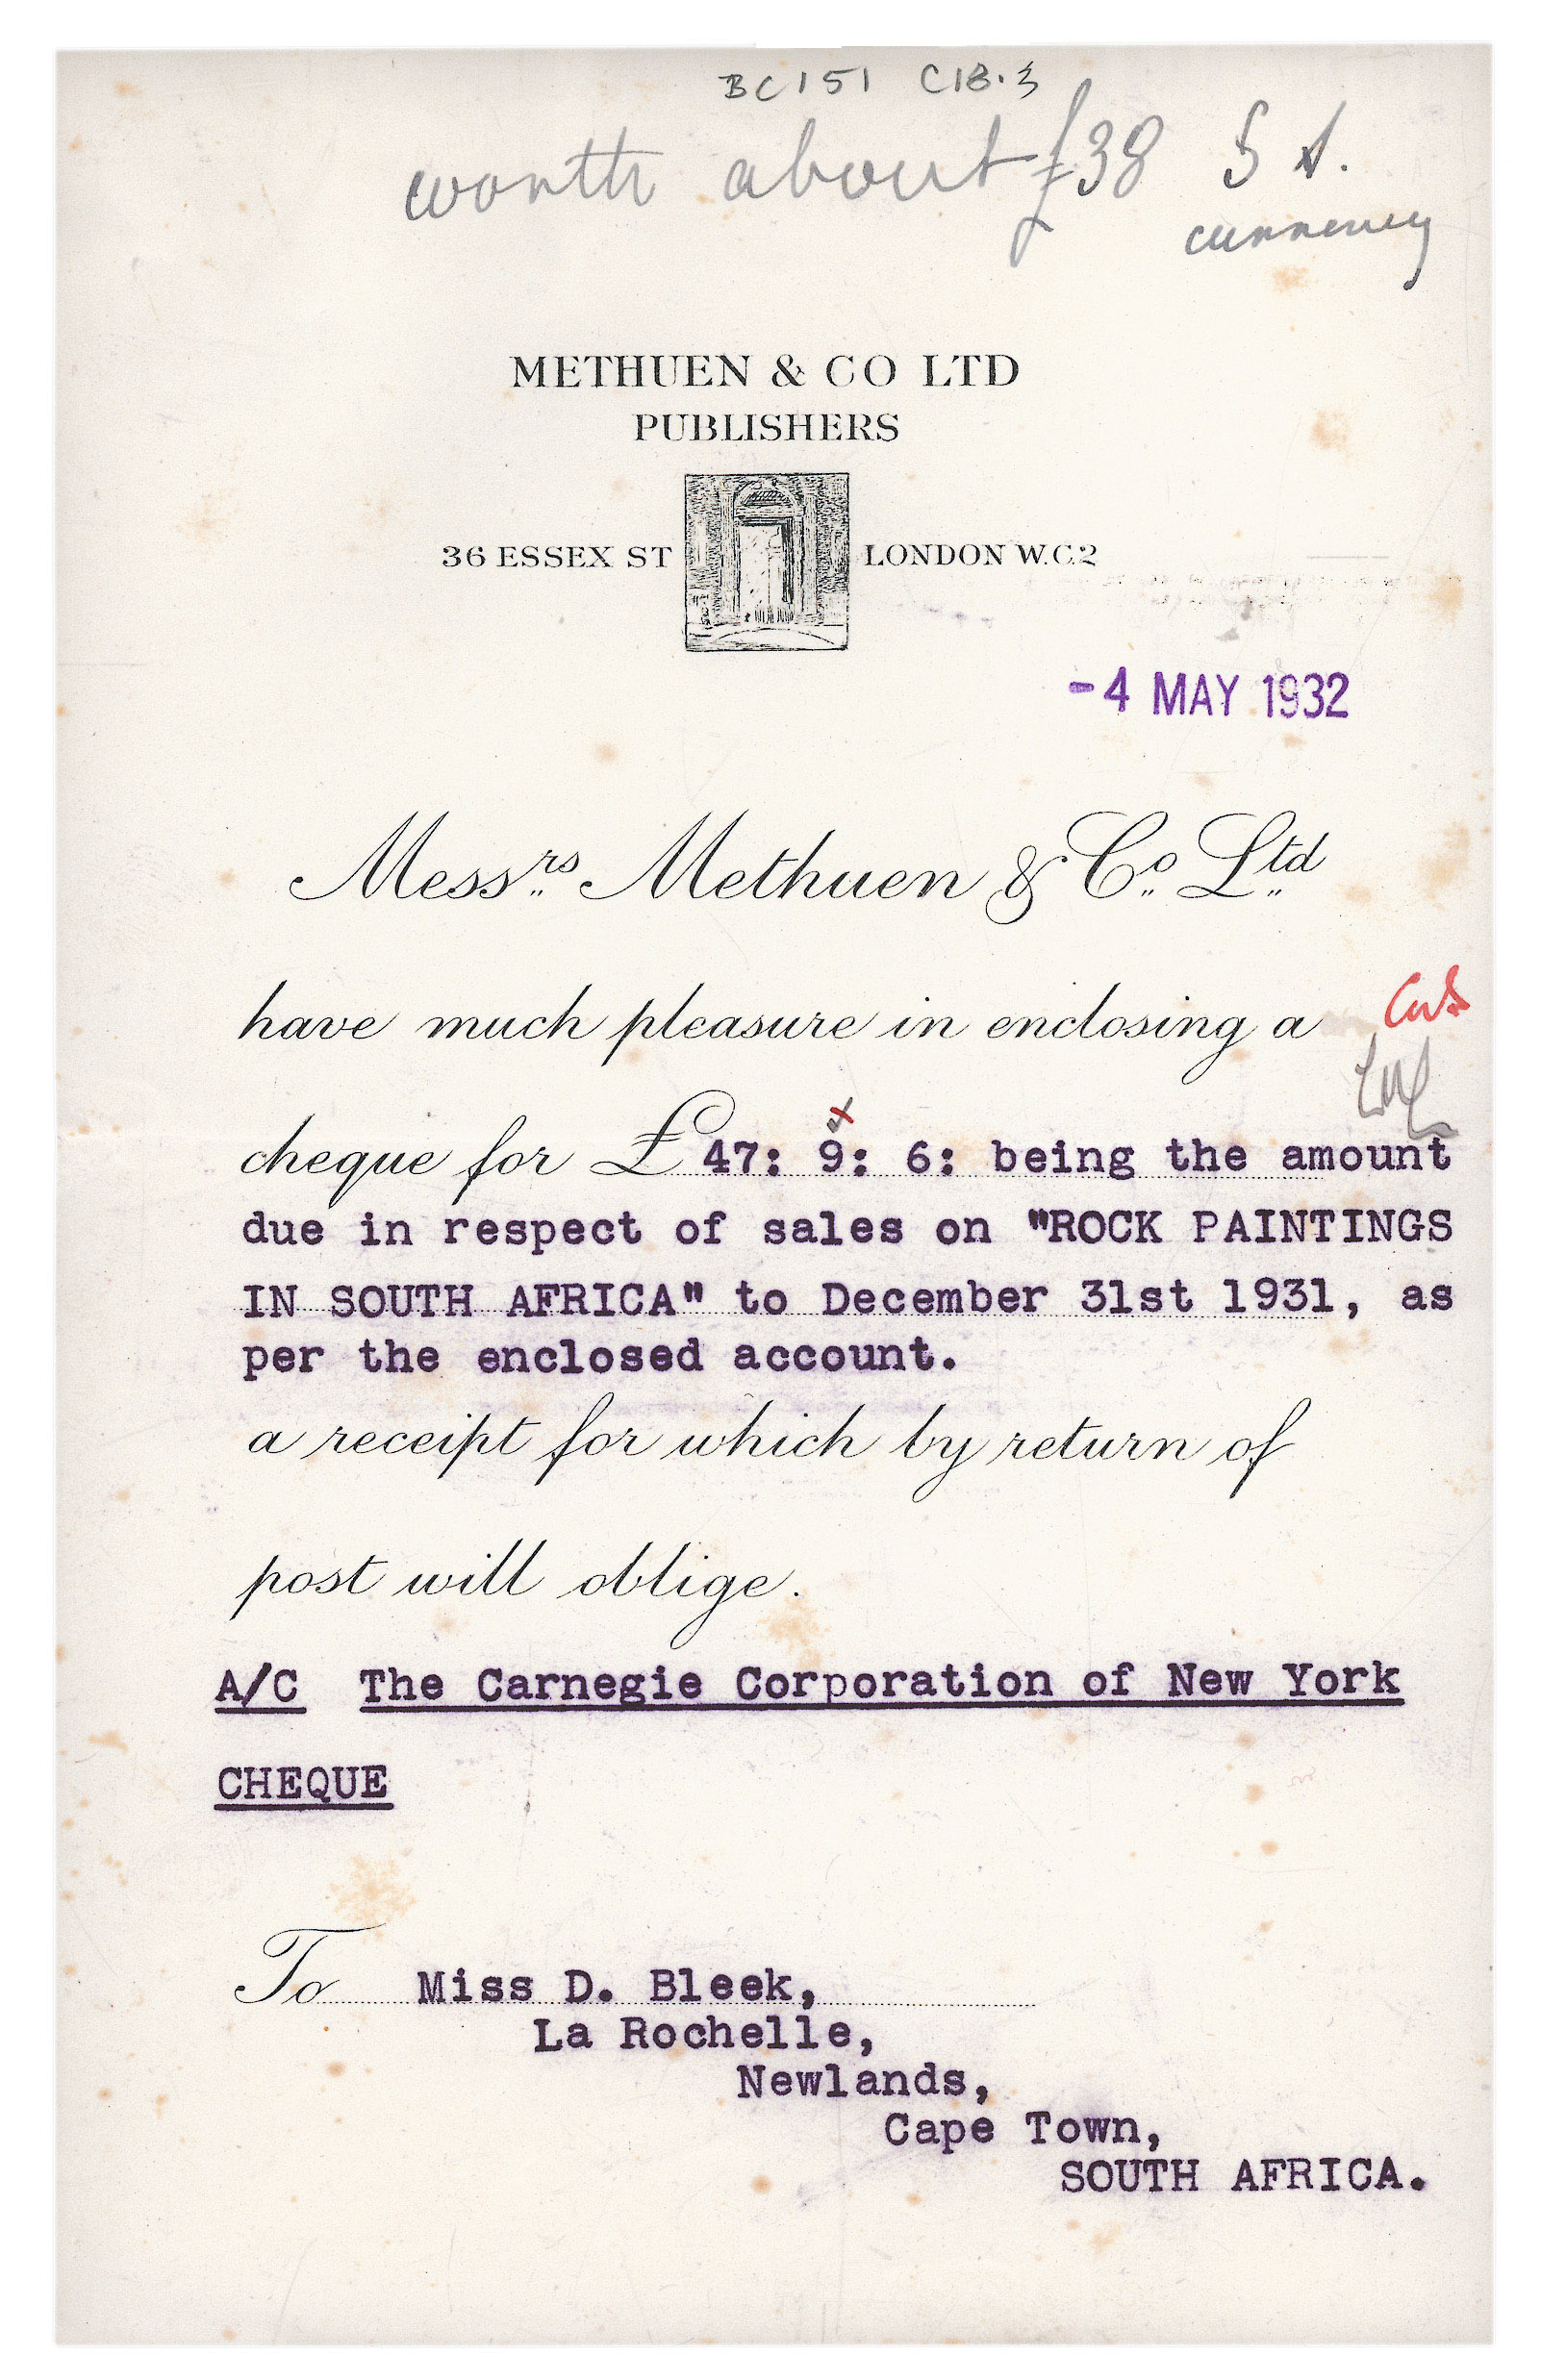 BC151 C18.3
worth about £38 S A.
currency
METHUEN & CO LTD
PUBLISHERS
36 ESSEX ST LONDON W.C.2
-4 MAY 1932
Messrs Methuen & Co Ltd
have much pleasure in enclosing a
cheque for £ 47: 9: 6: being the amount
due in respect of sales on "ROCK PAINTINGS
IN SOUTH AFRICA" to December 31st 1931, as
per the enclosed account.
a receipt for which by return of
post will oblige.
A/C The Carnegie Corporation of New York
CHEQUE
To Miss D. Bleek,
La Rochelle,
Newlands,
Cape Town,
SOUTH AFRICA.